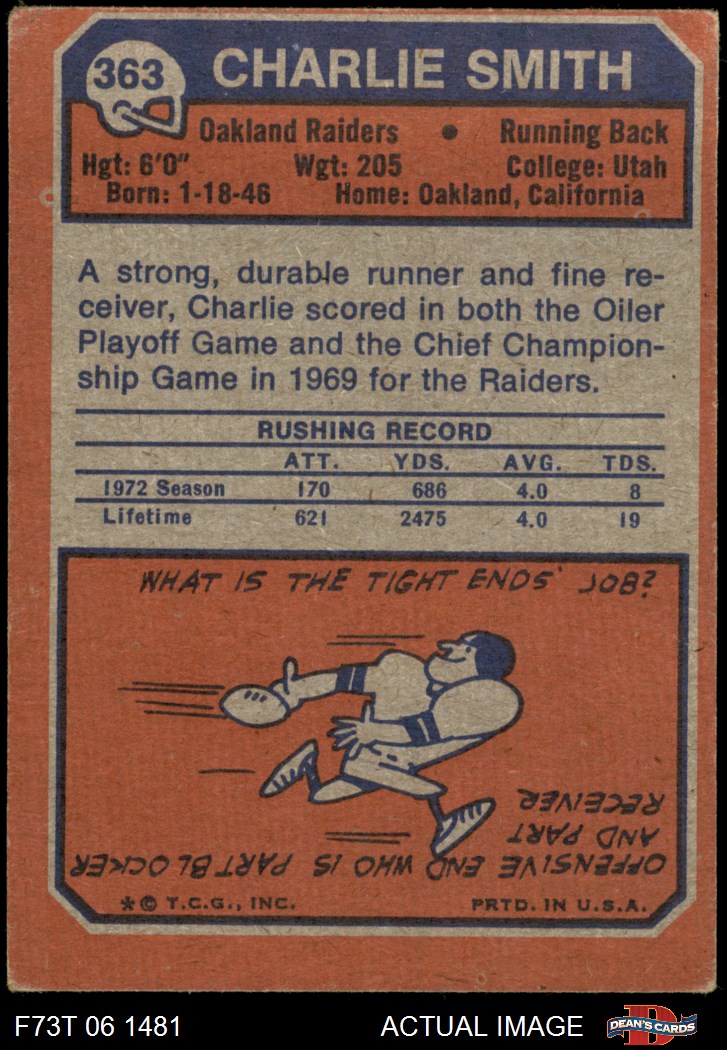 363 CHARLIE SMITH
Oakland Raiders • Running Back
Hgt: 6'0" Wgt: 205 College: Utah
Born: 1-18-46 Home: Oakland, California
A strong, durable runner and fine re-
ceiver, Charlie scored in both the Oiler
Playoff Game and the Chief Champion-
ship Game in 1969 for the Raiders.
RUSHING RECORD
ATT. YDS. AVG. TDS.
1972 Season 170 686 4.0 8
Lifetime 621 2475 4.0 19
WHAT IS THE TIGHT ENDS' JOB?
OFFENSIVE END WHO IS PART BLOCKER
AND PART
RECEIVER
*© T.C.G., INC. PRTD. IN U.S.A.
F73T 06 1481 ACTUAL IMAGE D DEAN'S CARDS